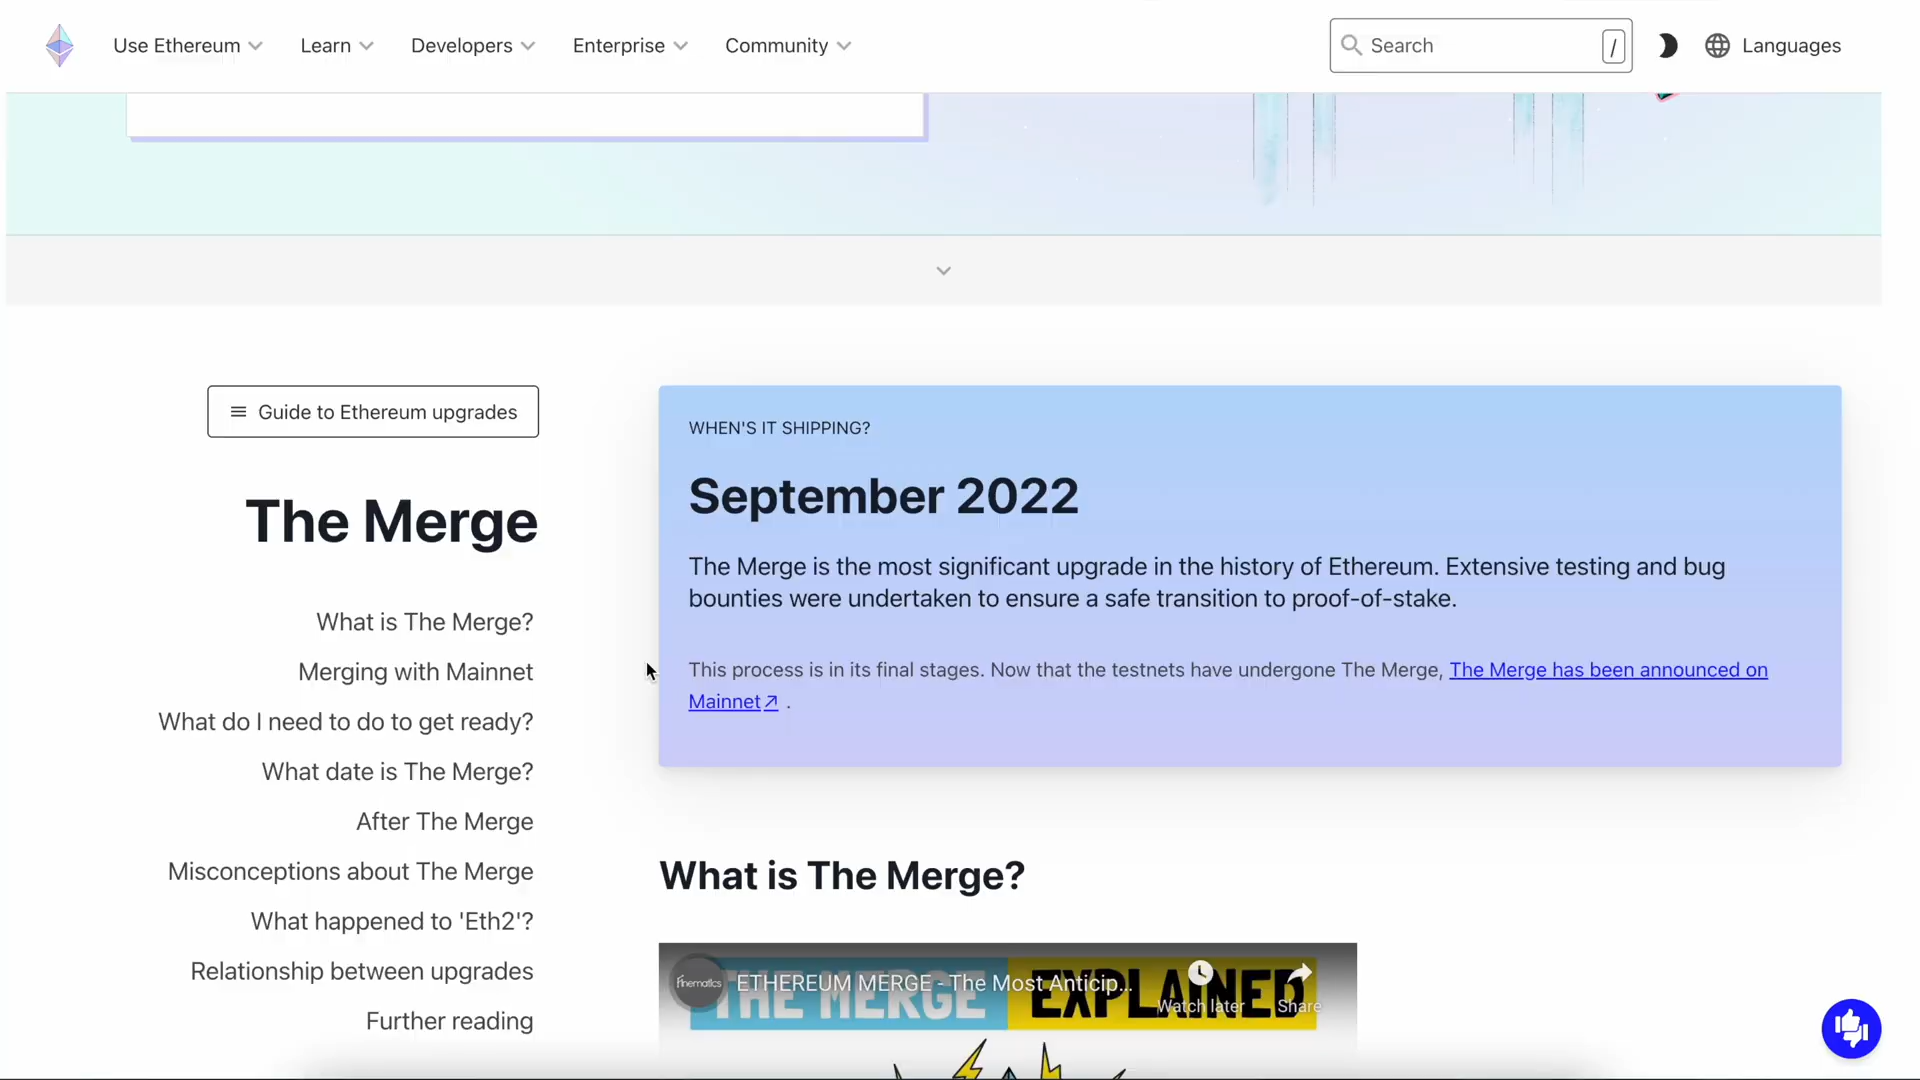 Use Ethereum
Learn
Developers
Enterprise
Community
Search
/
Languages
Guide to Ethereum upgrades
The Merge
What is The Merge?
Merging with Mainnet
What do I need to do to get ready?
What date is The Merge?
After The Merge
Misconceptions about The Merge
What happened to 'Eth2'?
Relationship between upgrades
Further reading
WHEN'S IT SHIPPING?
September 2022
The Merge is the most significant upgrade in the history of Ethereum. Extensive testing and bug
bounties were undertaken to ensure a safe transition to proof-of-stake.
This process is in its final stages. Now that the testnets have undergone The Merge, The Merge has been announced on
Mainnet↗ .
What is The Merge?
finematics
ETHEREUM MERGE - The Most Anticip...
Watch later
Share
THE MERGE EXPLAINED